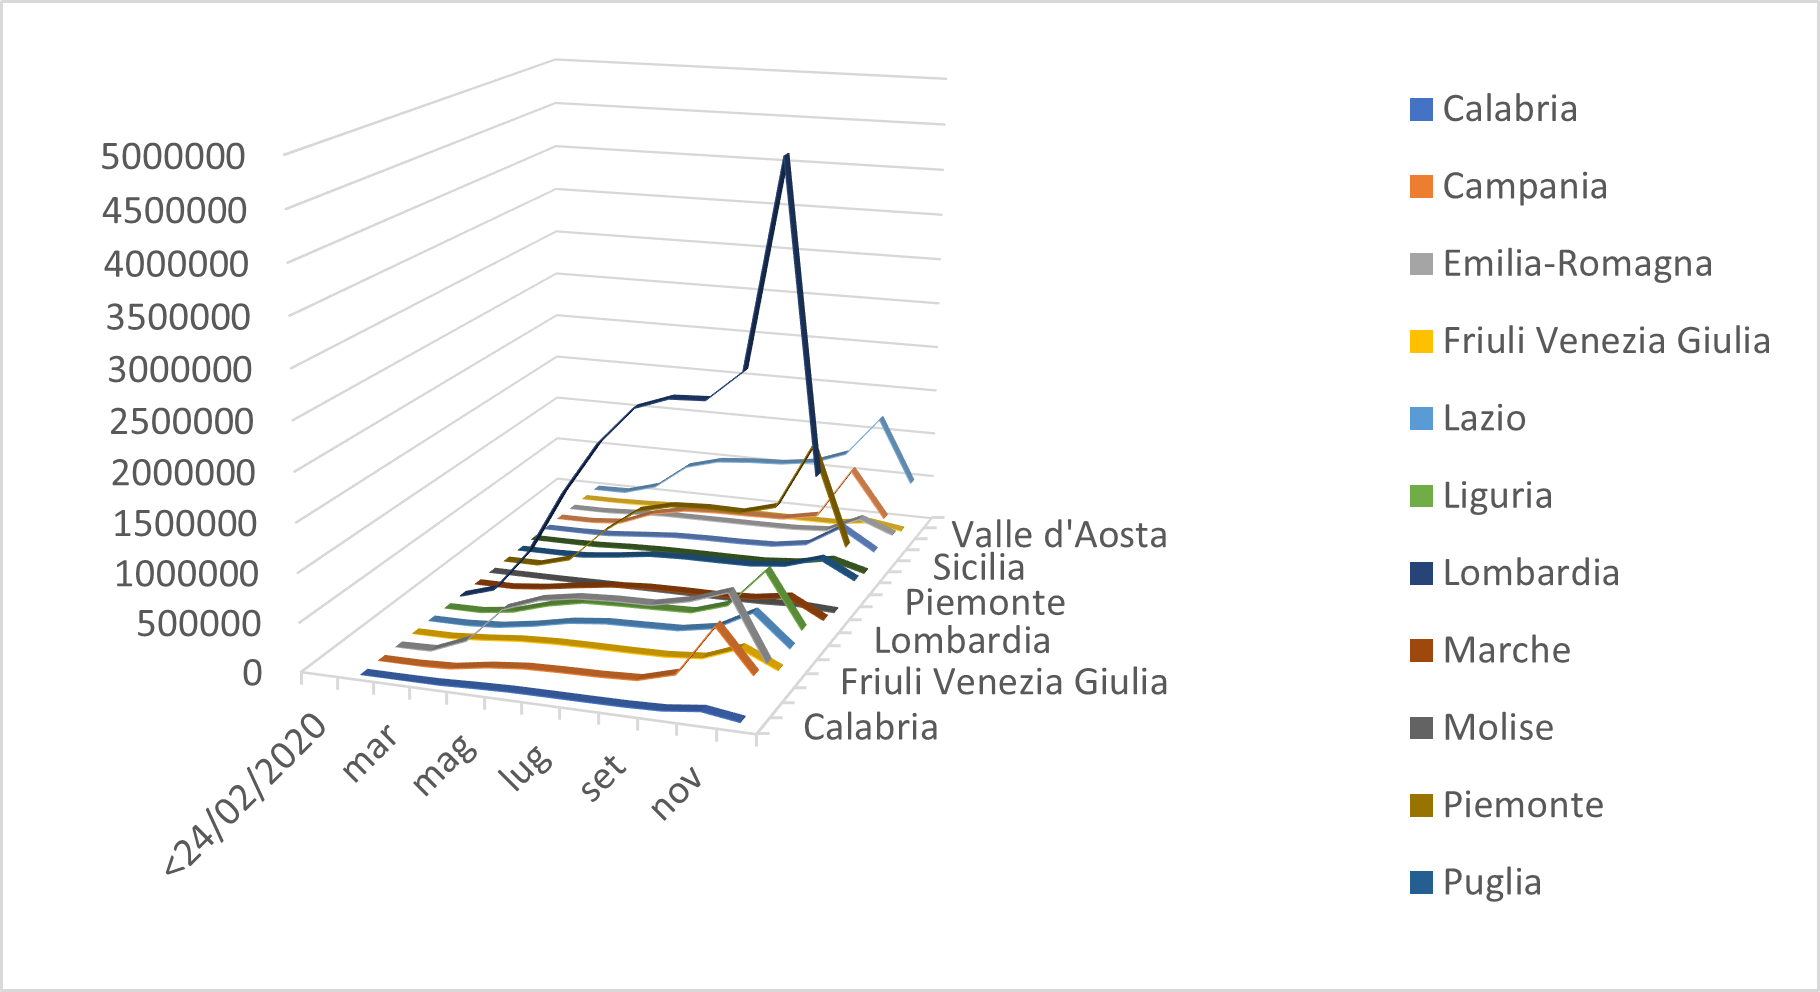 5000000
4500000
4000000
3500000
3000000
2500000
2000000
1500000
1000000
500000
0
<24/02/2020
mar
mag
lug
set
nov
Valle d'Aosta
Sicilia
Piemonte
Lombardia
Friuli Venezia Giulia
Calabria
Calabria
Campania
Emilia-Romagna
Friuli Venezia Giulia
Lazio
Liguria
Lombardia
Marche
Molise
Piemonte
Puglia